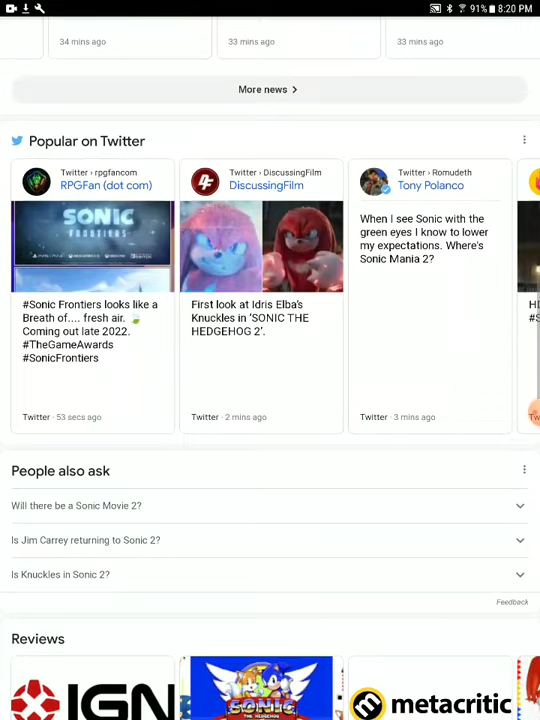 91% 8:20 PM
34 mins ago
33 mins ago
33 mins ago
More news
Popular on Twitter
Twitter › rpgfancom
RPGFan (dot com)
SONIC
FRONTIERS
#Sonic Frontiers looks like a
Breath of.... fresh air. 🍃
Coming out late 2022.
#TheGameAwards
#SonicFrontiers
Twitter · 53 secs ago
Twitter › DiscussingFilm
DiscussingFilm
First look at Idris Elba's
Knuckles in 'SONIC THE
HEDGEHOG 2'.
Twitter · 2 mins ago
Twitter › Romudeth
Tony Polanco
When I see Sonic with the
green eyes I know to lower
my expectations. Where's
Sonic Mania 2?
Twitter · 3 mins ago
People also ask
Will there be a Sonic Movie 2?
Is Jim Carrey returning to Sonic 2?
Is Knuckles in Sonic 2?
Feedback
Reviews
IGN
SONIC
THE HEDGEHOG
metacritic